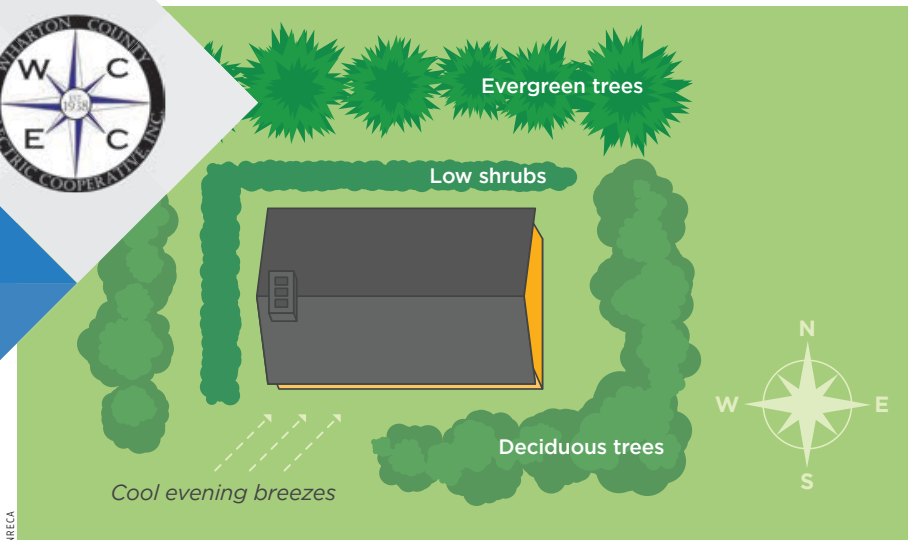 WHARTON COUNTY
W C
EST.
1938
E C
ELECTRIC COOPERATIVE, INC.
Evergreen trees
Low shrubs
N
W E
S
Deciduous trees
Cool evening breezes
NRECA